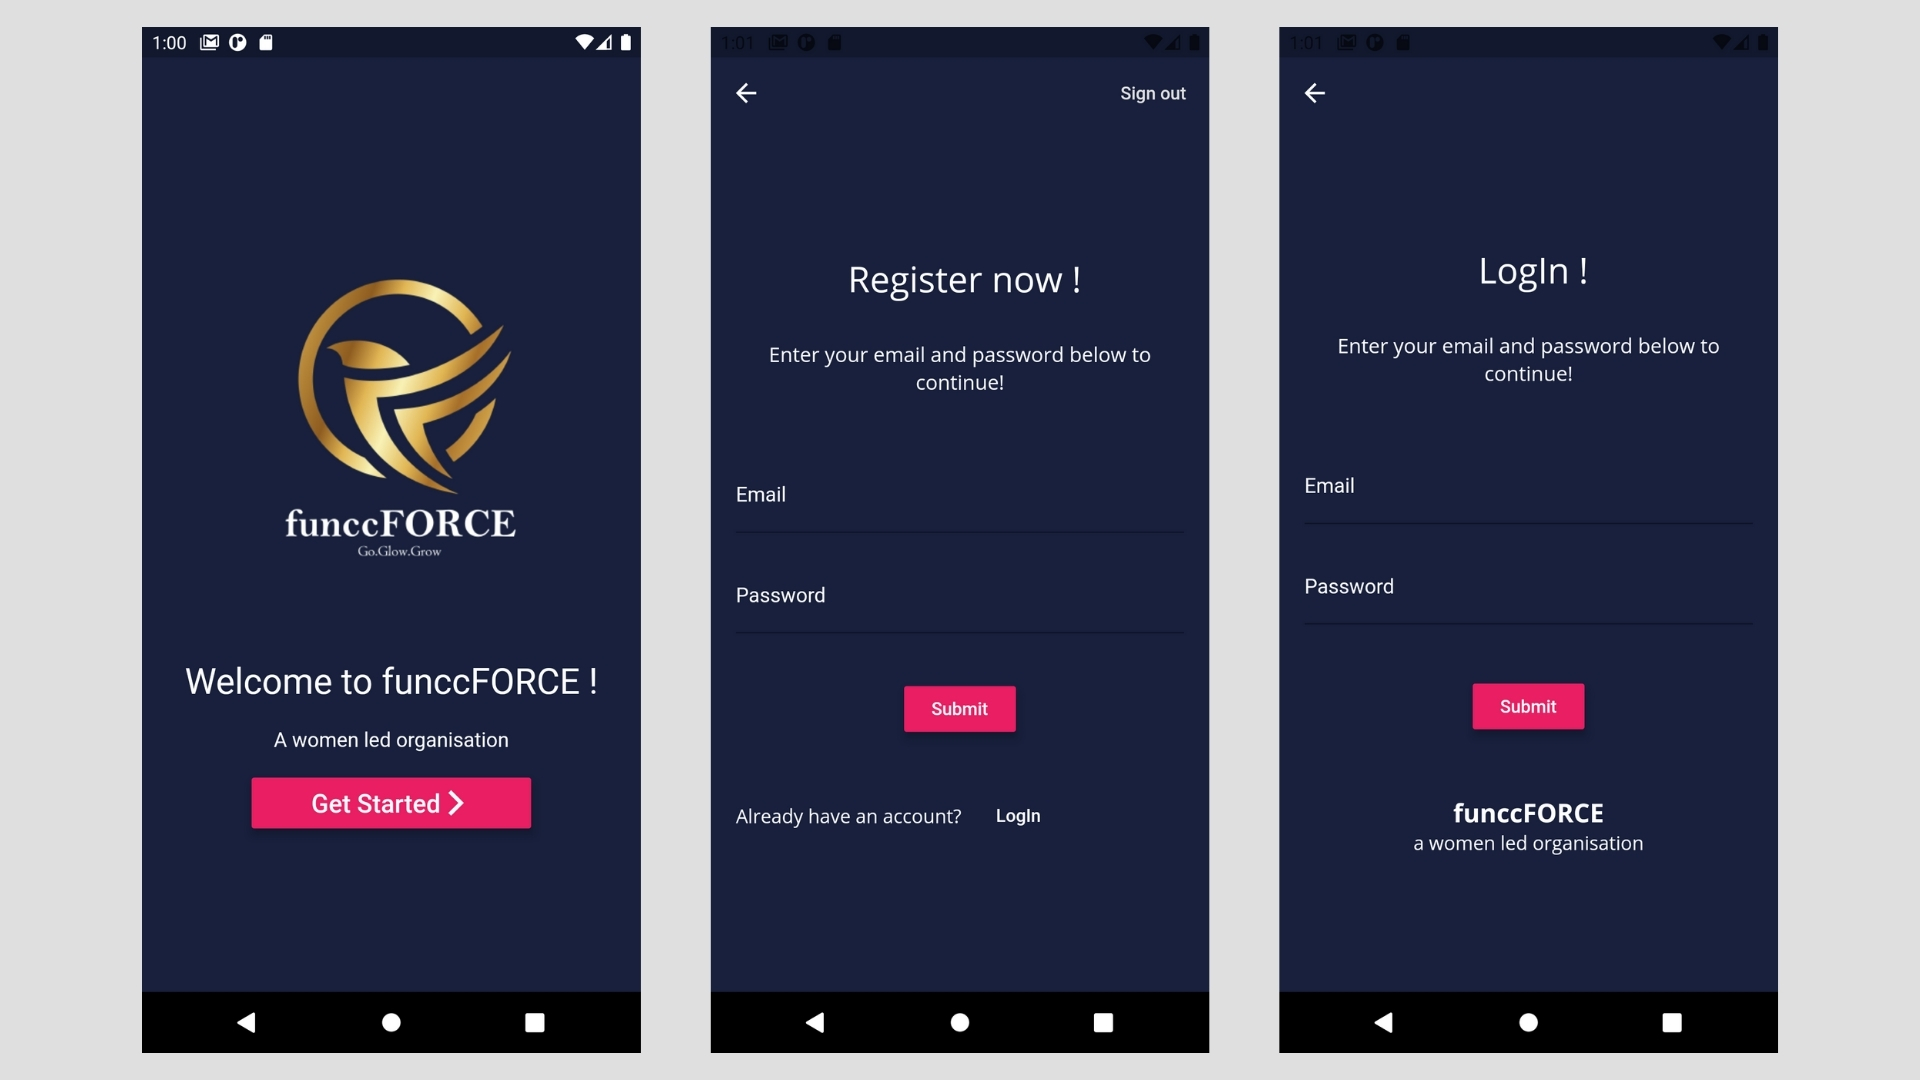 1:00
funccFORCE
Go.Glow.Grow
Welcome to funccFORCE !
A women led organisation
Get Started
1:01
Sign out
Register now !
Enter your email and password below to
continue!
Email
Password
Submit
Already have an account? LogIn
1:01
LogIn !
Enter your email and password below to
continue!
Email
Password
Submit
funccFORCE
a women led organisation